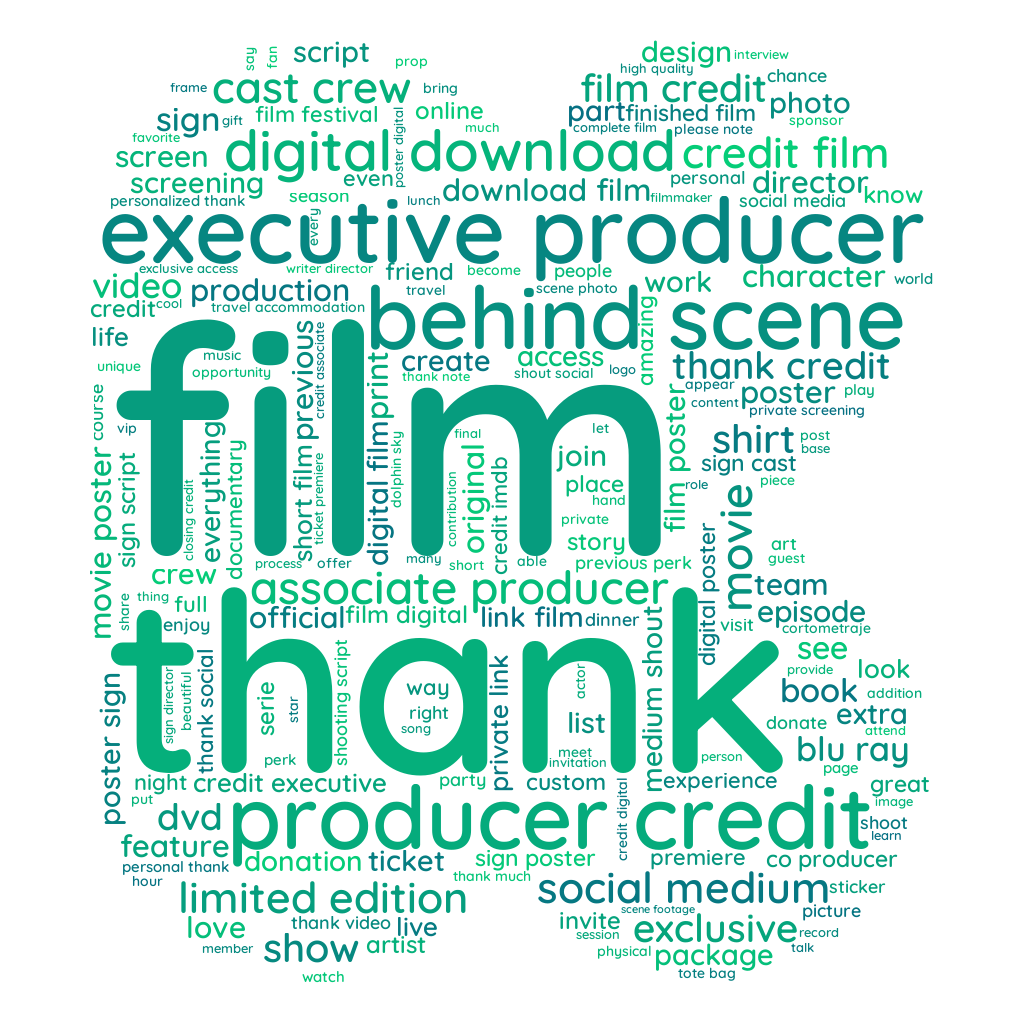 say
fan
script
prop
design
interview
frame
cast crew
bring
high quality
film credit
chance
sign
gift
film festival
online
part
finished film
photo
favorite
poster digital
much
complete film
please note
sponsor
screen
digital download
credit film
screening
even
download film
personal
director
know
personalized thank
season
every
lunch
filmmaker
social media
executive producer
exclusive access
writer director
friend
become
people
work
character
world
video
production
travel
scene photo
credit
cool
travel accommodation
behind scene
amazing
life
previous
credit associate
create
access
thank credit
unique
music
opportunity
print
thank note
shout social
logo
appear
poster
play
content
private screening
film
course
vip
movie poster
sign script
everything
documentary
closing credit
short film
ticket premiere
digital film
dolphin sky
final
contribution
original
credit imdb
let
join
place
hand
film poster
shirt
post
base
sign cast
role
piece
movie
private
story
process
offer
many
short
able
previous perk
art
guest
crew
associate producer
team
thing
share
full
enjoy
official
film digital
link film
dinner
medium shout
digital poster
visit
episode
cortometraje
thank
see
look
provide
poster sign
sign director
beautiful
thank social
serie
star
shooting script
way
right
song
private link
actor
list
book
addition
donate
extra
attend
meet
invitation
person
blu ray
page
night
credit executive
perk
party
custom
experience
great
put
image
dvd
producer credit
credit digital
shoot
learn
feature
donation
ticket
sign poster
premiere
co producer
personal thank
hour
thank much
limited edition
social medium
sticker
thank video
live
scene footage
picture
love
invite
exclusive
record
member
show
artist
session
physical
package
talk
watch
tote bag